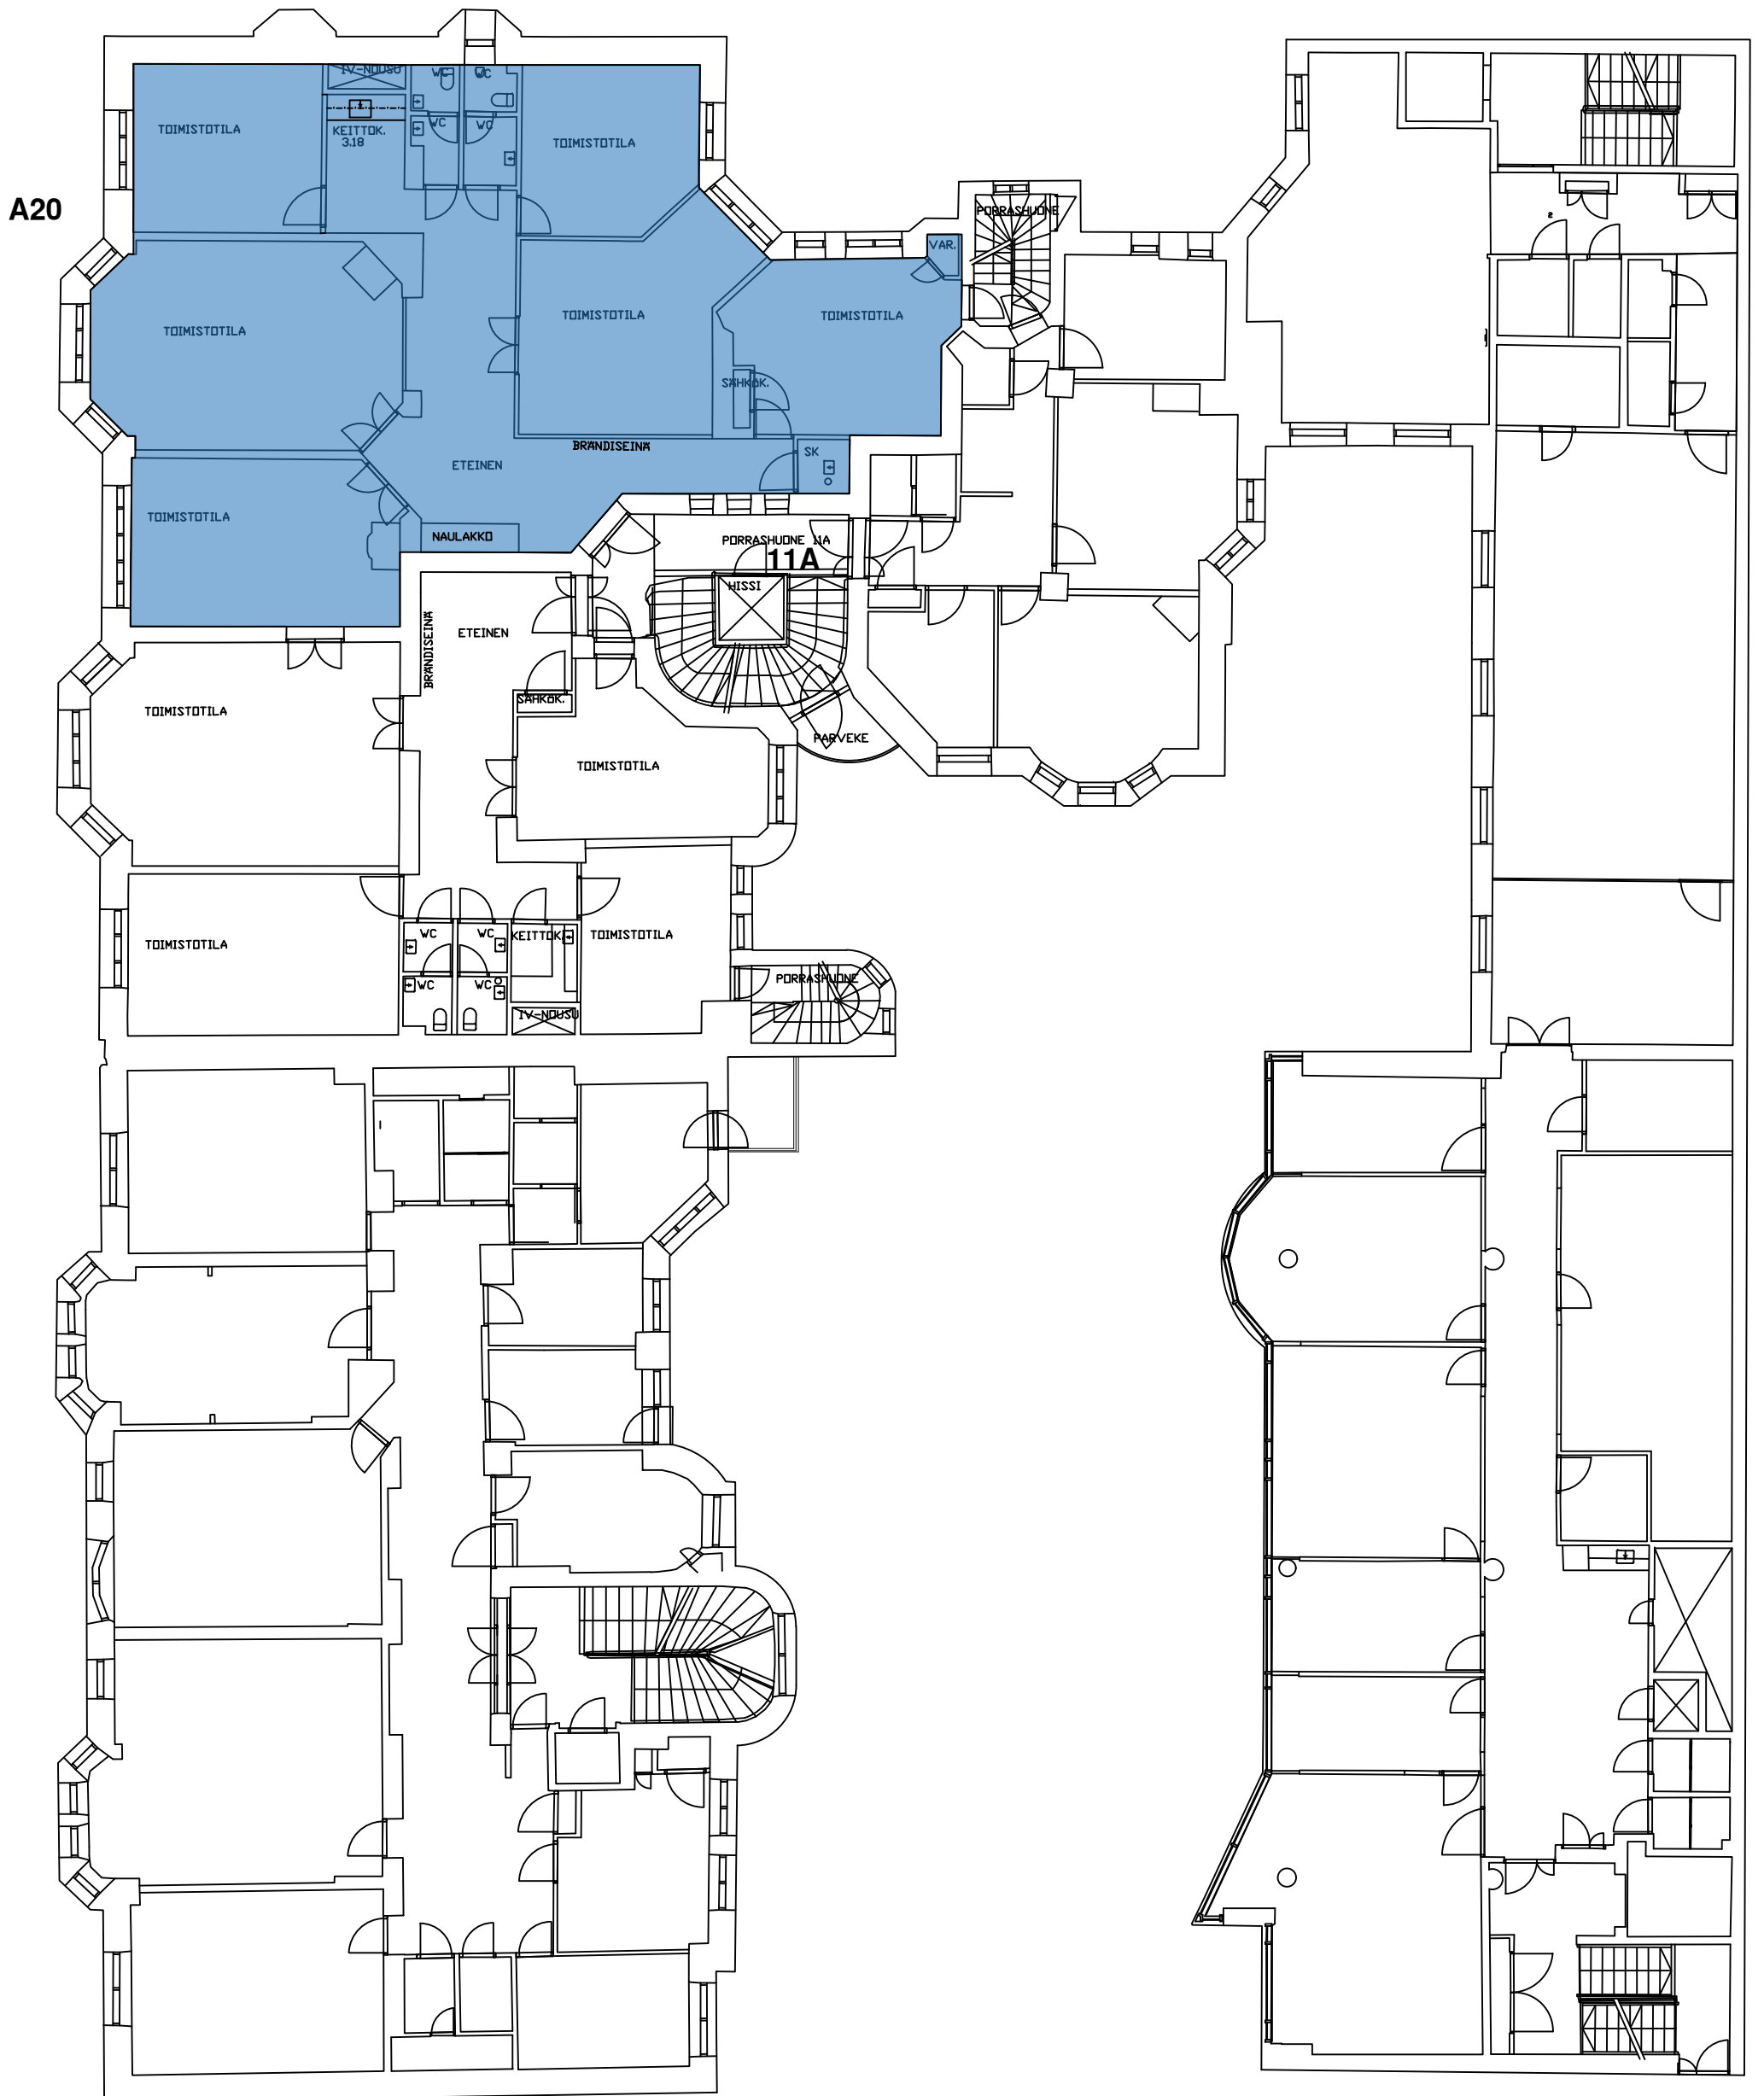 IV-NOUSU
WC
WC
TOIMISTOTILA
KEITTOK.
3.18
WC
WC
TOIMISTOTILA
A20
PORRASHUONE
VAR.
TOIMISTOTILA
TOIMISTOTILA
TOIMISTOTILA
SÄHKÖK.
BRÄNDISEINÄ
SK
ETEINEN
TOIMISTOTILA
NAULAKKO
PORRASHUONE 11A
11A
HISSI
BRÄNDISEINÄ
ETEINEN
SÄHKÖK.
TOIMISTOTILA
PARVEKE
TOIMISTOTILA
WC
WC
KEITTOK.
TOIMISTOTILA
TOIMISTOTILA
WC
WC
PORRASHUONE
IV-NOUSU